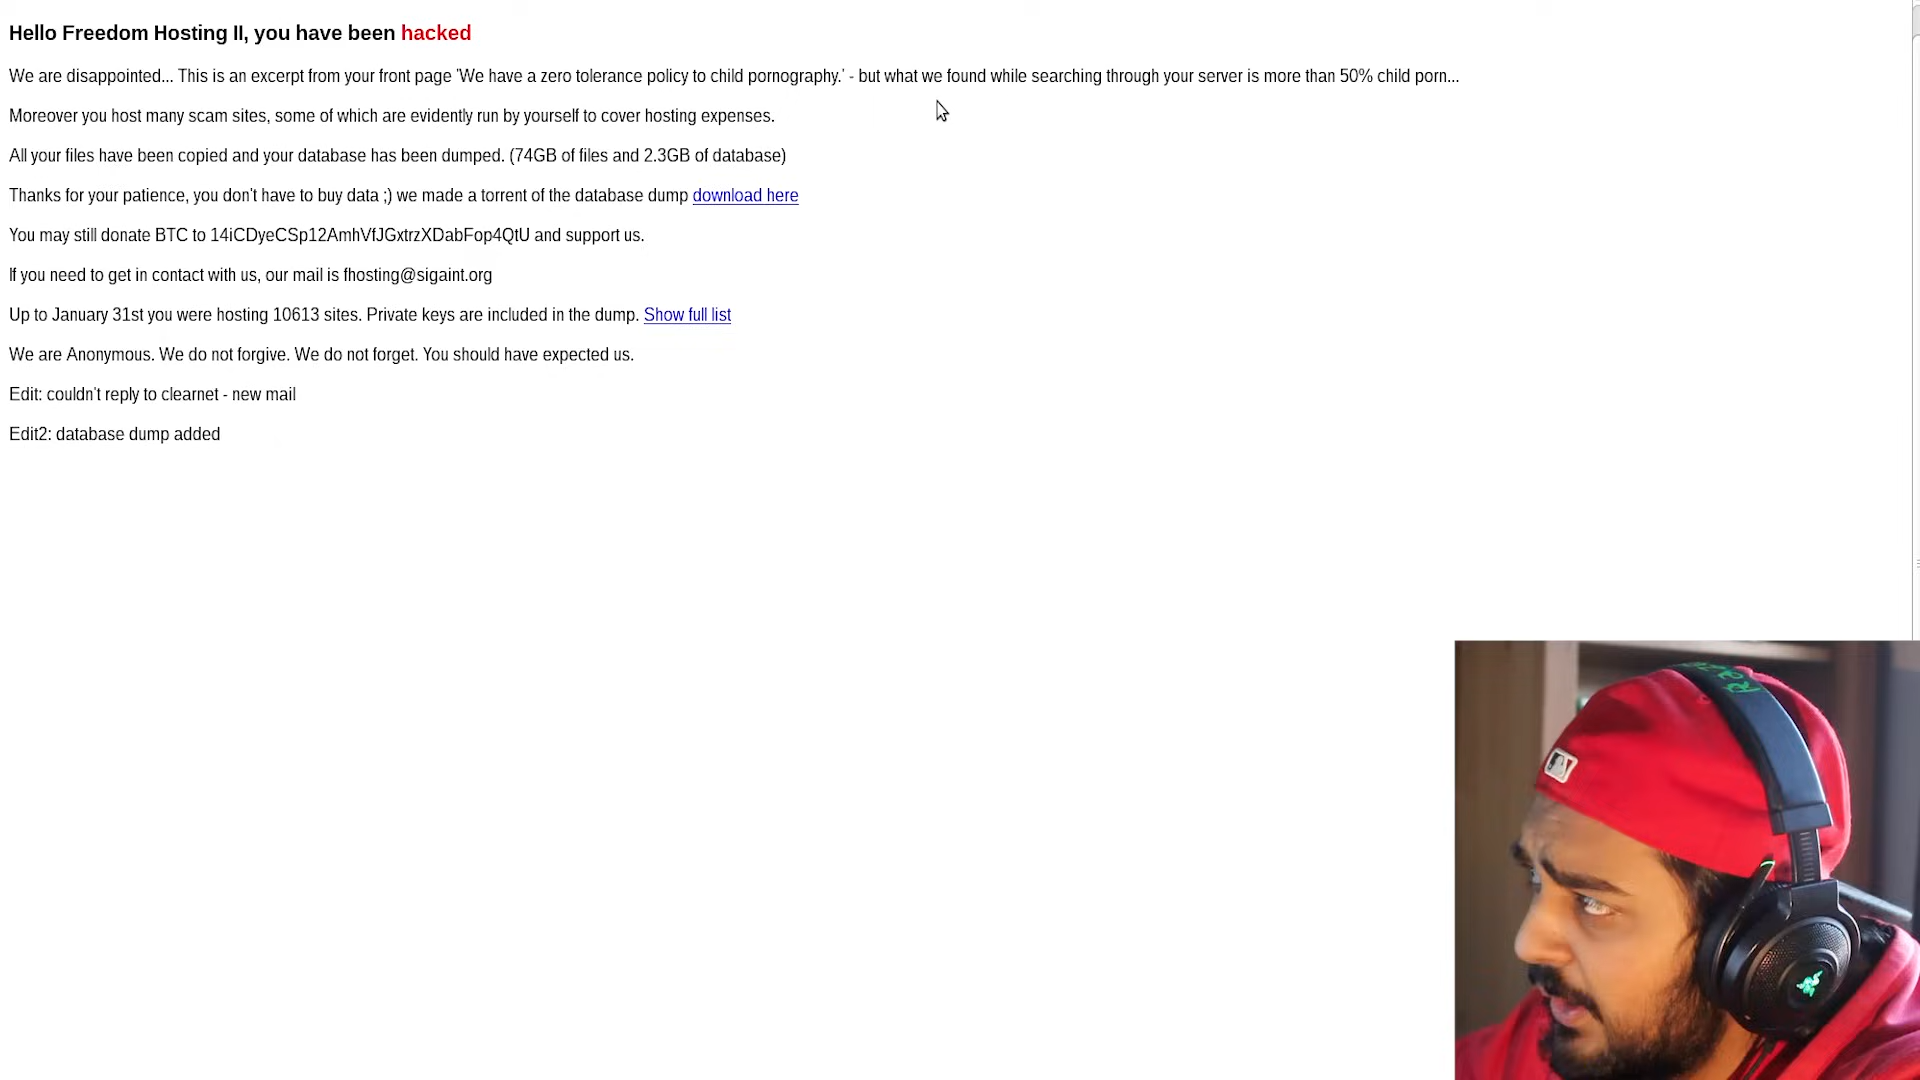 Hello Freedom Hosting II, you have been hacked
We are disappointed... This is an excerpt from your front page 'We have a zero tolerance policy to child pornography.' - but what we found while searching through your server is more than 50% child porn...
Moreover you host many scam sites, some of which are evidently run by yourself to cover hosting expenses.
All your files have been copied and your database has been dumped. (74GB of files and 2.3GB of database)
Thanks for your patience, you don't have to buy data ;) we made a torrent of the database dump download here
You may still donate BTC to 14iCDyeCSp12AmhVfJGxtrzXDabFop4QtU and support us.
If you need to get in contact with us, our mail is fhosting@sigaint.org
Up to January 31st you were hosting 10613 sites. Private keys are included in the dump. Show full list
We are Anonymous. We do not forgive. We do not forget. You should have expected us.
Edit: couldn't reply to clearnet - new mail
Edit2: database dump added
Razer